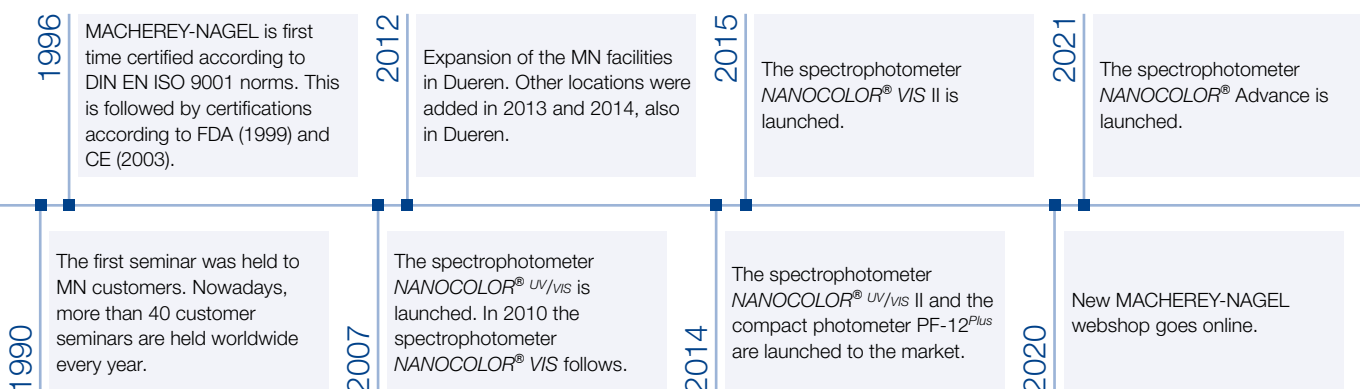 1996
MACHEREY-NAGEL is first
time certified according to
DIN EN ISO 9001 norms. This
is followed by certifications
according to FDA (1999) and
CE (2003).
2012
Expansion of the MN facilities
in Dueren. Other locations were
added in 2013 and 2014, also
in Dueren.
2015
The spectrophotometer
NANOCOLOR® VIS II is
launched.
2021
The spectrophotometer
NANOCOLOR® Advance is
launched.
1990
The first seminar was held to
MN customers. Nowadays,
more than 40 customer
seminars are held worldwide
every year.
2007
The spectrophotometer
NANOCOLOR® UV/VIS is
launched. In 2010 the
spectrophotometer
NANOCOLOR® VIS follows.
2014
The spectrophotometer
NANOCOLOR® UV/VIS II and the
compact photometer PF-12Plus
are launched to the market.
2020
New MACHEREY-NAGEL
webshop goes online.